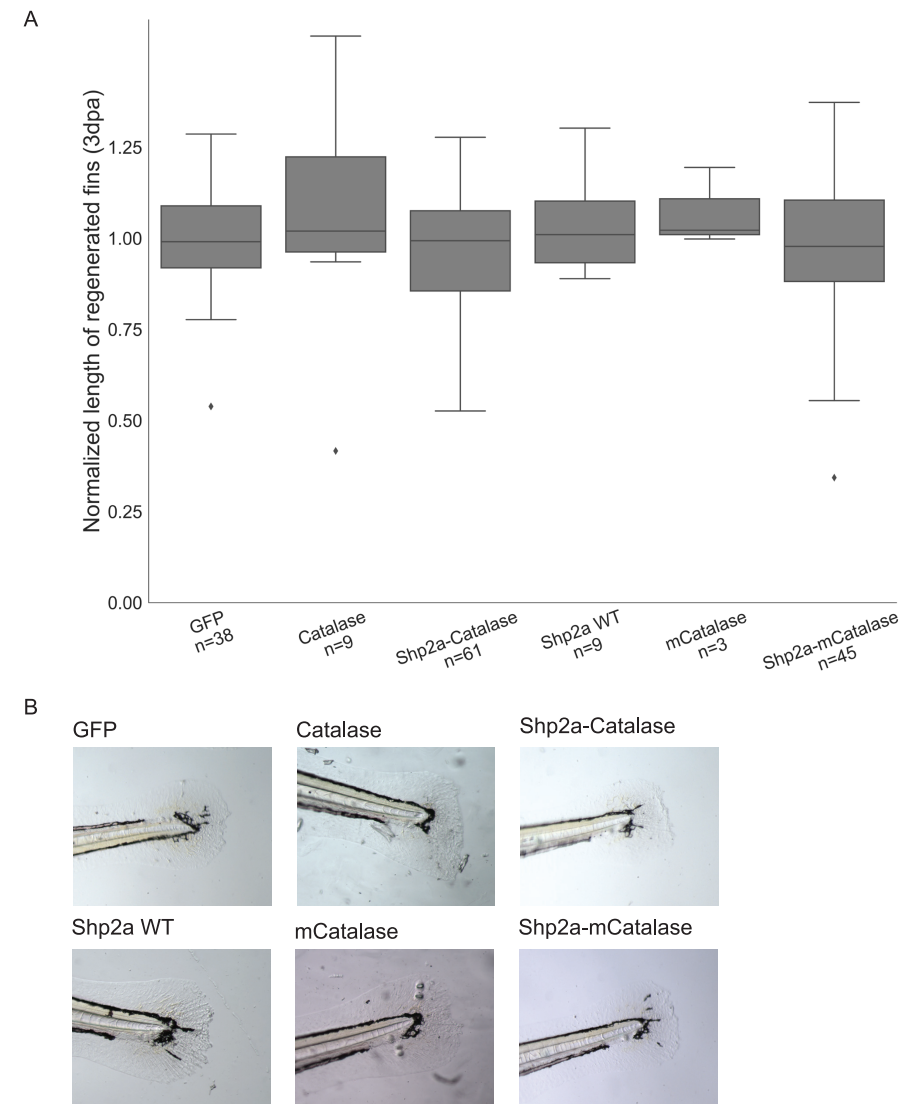 A
Normalized length of regenerated fins (3dpa)
1.25
1.00
0.75
0.50
0.25
0.00
GFP
n=38
Catalase
n=9
Shp2a-Catalase
n=61
Shp2a WT
n=9
mCatalase
n=3
Shp2a-mCatalase
n=45
B
GFP
Catalase
Shp2a-Catalase
Shp2a WT
mCatalase
Shp2a-mCatalase